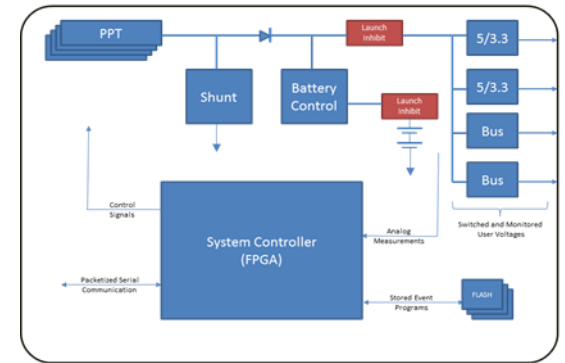 PPT
Launch
Inhibit
5/3.3
Shunt
Battery
Control
Launch
Inhibit
5/3.3
Bus
Bus
Control
Signals
System Controller
(FPGA)
Analog
Measurements
Switched and Monitored
User Voltages
Packetized Serial
Communication
Stored Event
Programs
FLASH